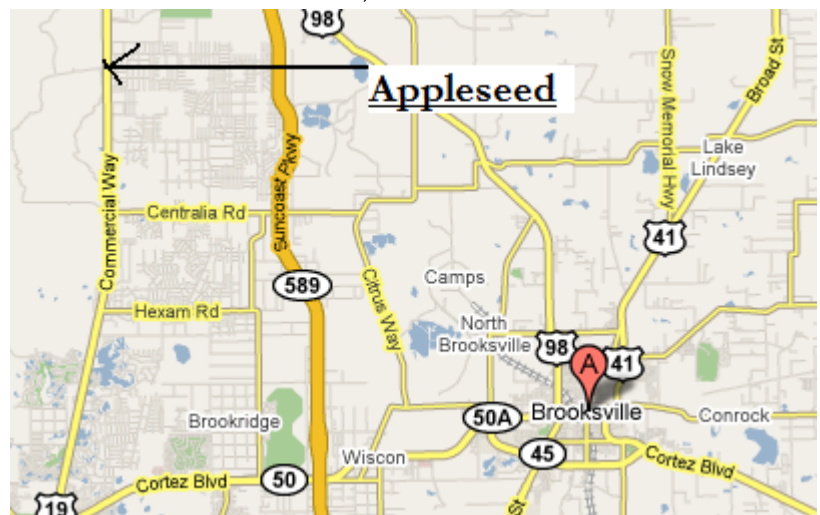 98
Appleseed
Snow Memorial Hwy
Broad St
Lake
Lindsey
Commercial Way
Centralia Rd
Suncoast Pkwy
41
589
Camps
Citrus Way
Hexam Rd
North
Brooksville
98
A
41
Brookridge
50A
Brooksville
Conrock
Wiscon
45
Cortez Blvd
50
Cortez Blvd
19
St